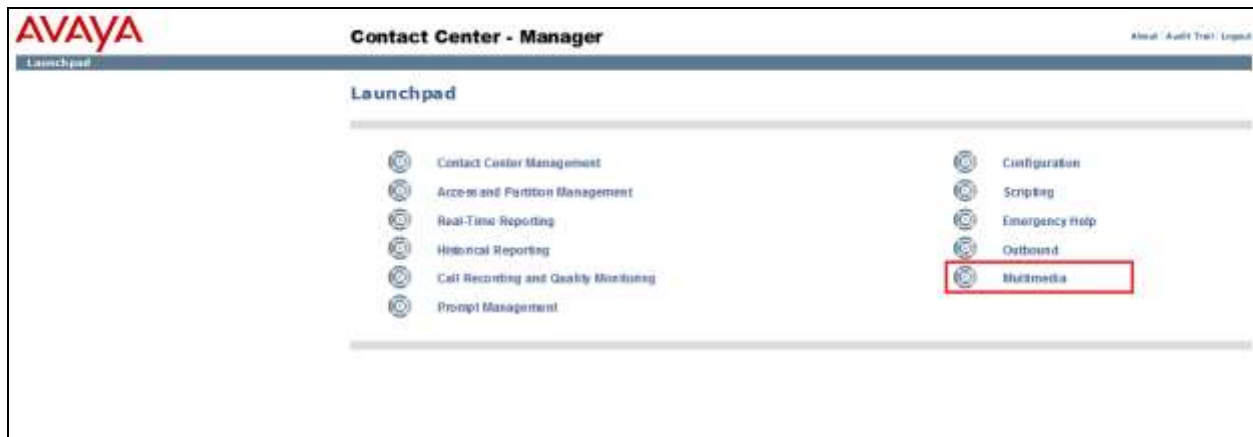 AVAYA
Contact Center - Manager
About Audit Trail Logout
Launchpad
Launchpad
Contact Center Management
Access and Partition Management
Real-Time Reporting
Historical Reporting
Call Recording and Quality Monitoring
Prompt Management
Configuration
Scripting
Emergency Help
Outbound
Multimedia